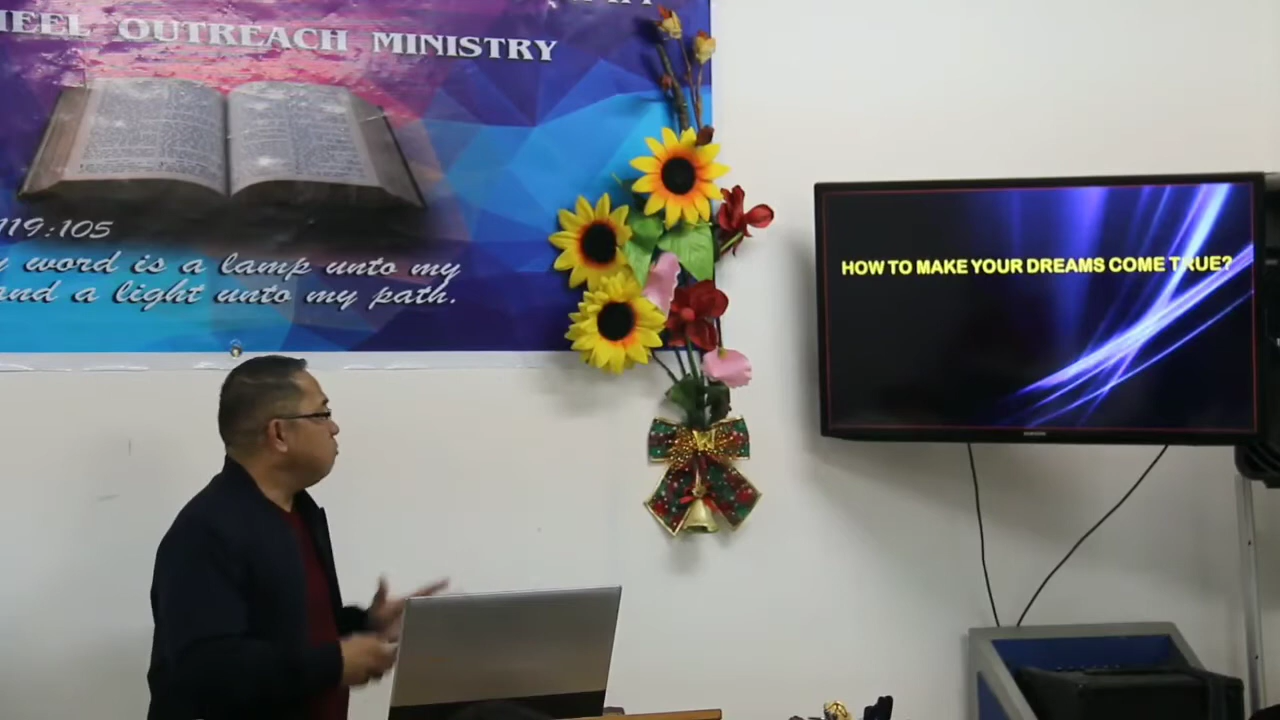 OUTREACH MINISTRY
119:105
word is a lamp unto my
and a light unto my path.
HOW TO MAKE YOUR DREAMS COME TRUE?
SAMSUNG